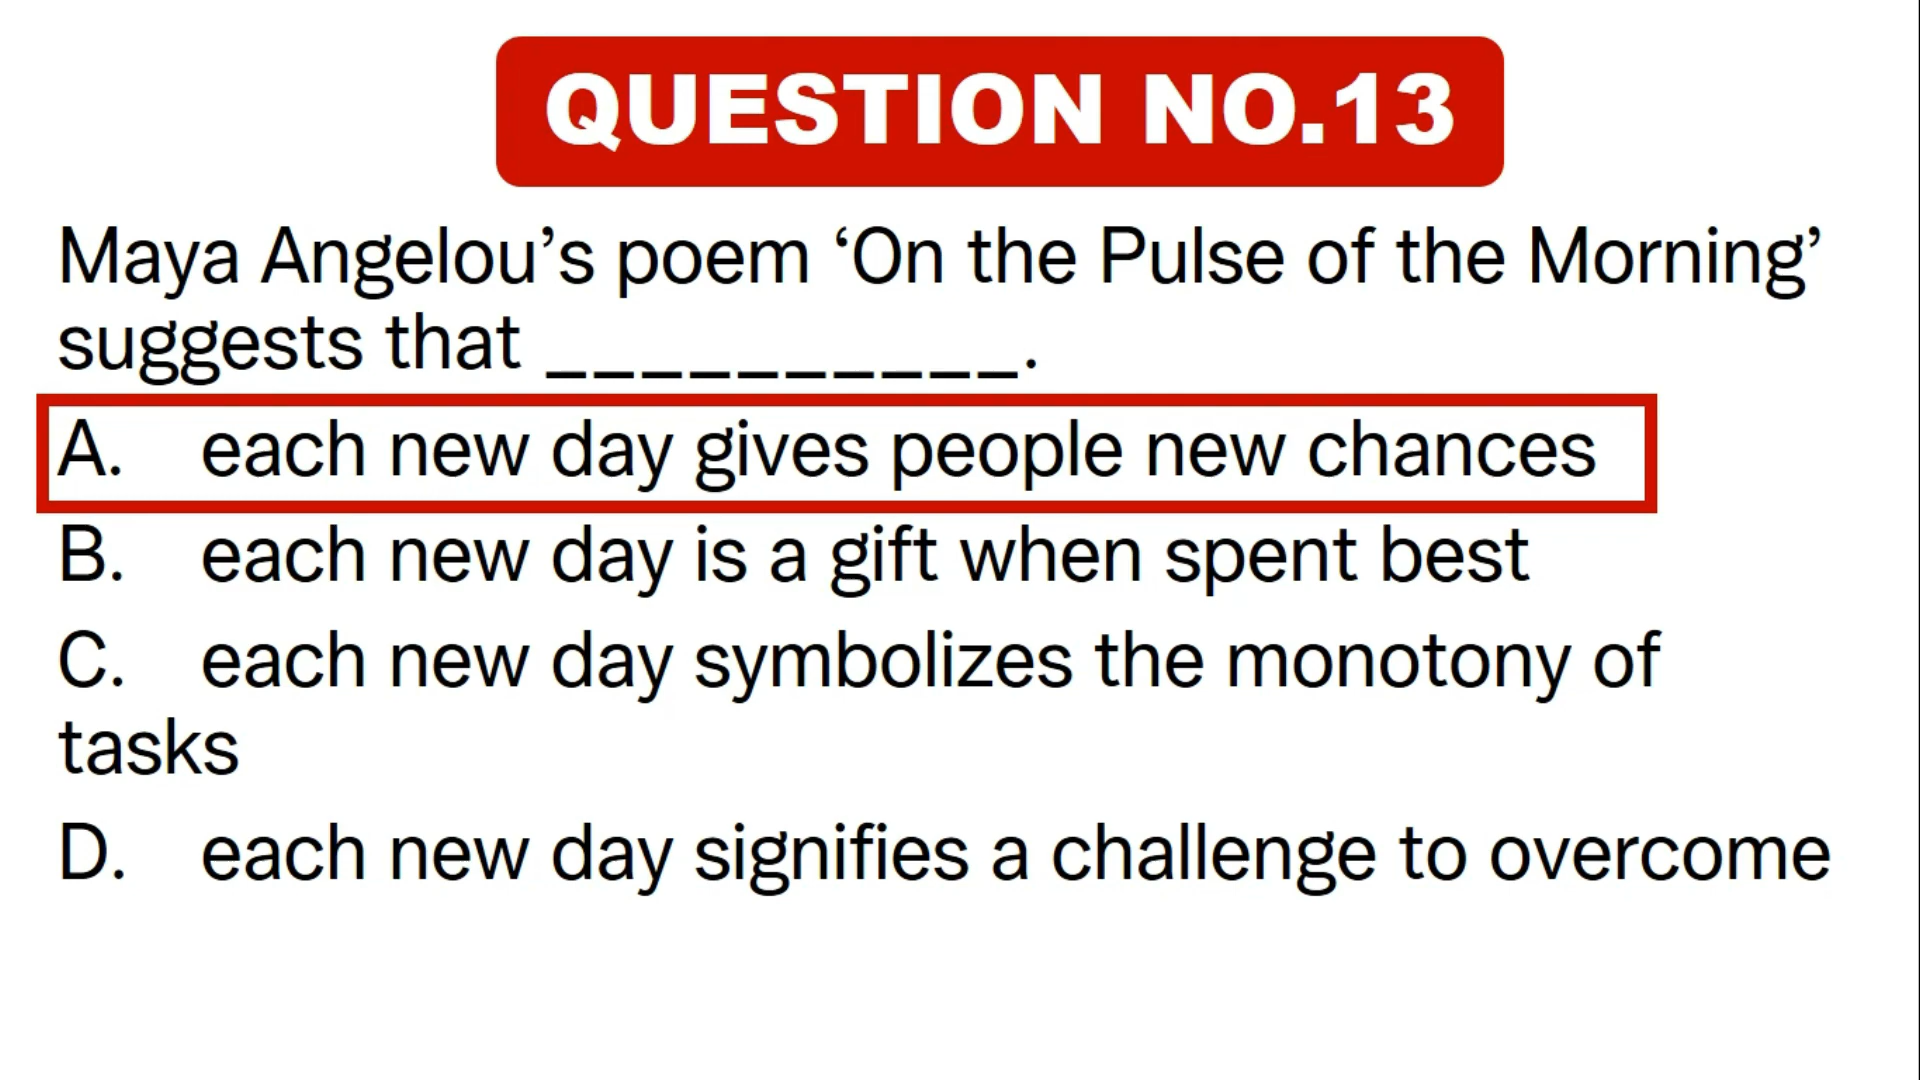 QUESTION NO.13
Maya Angelou’s poem ‘On the Pulse of the Morning’
suggests that __________.
A. each new day gives people new chances
B. each new day is a gift when spent best
C. each new day symbolizes the monotony of
tasks
D. each new day signifies a challenge to overcome